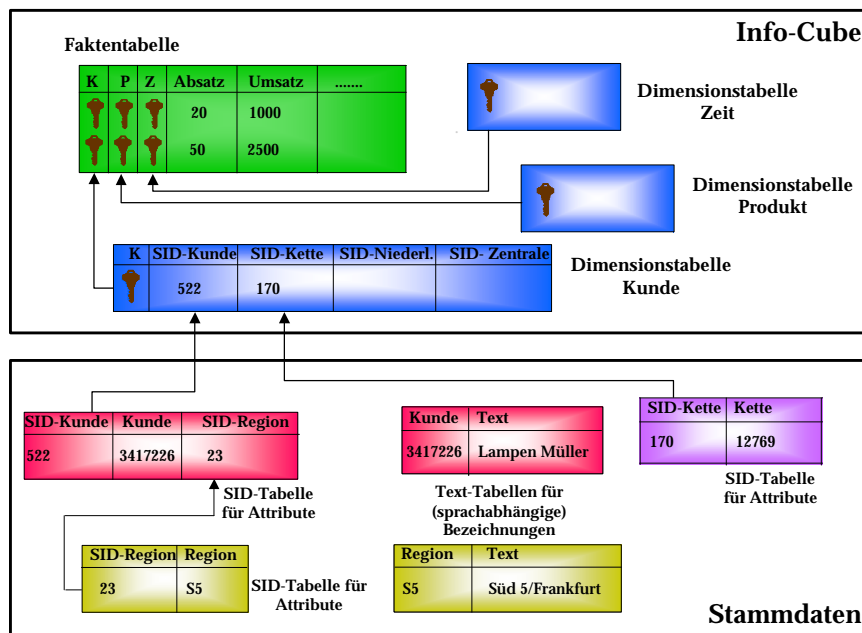 Info-Cube
Faktentabelle
K P Z Absatz Umsatz .......
20 1000
50 2500
Dimensionstabelle
Zeit
Dimensionstabelle
Produkt
K SID-Kunde SID-Kette SID-Niederl. SID- Zentrale
522 170
Dimensionstabelle
Kunde
SID-Kunde Kunde SID-Region
522 3417226 23
SID-Tabelle
für Attribute
Kunde Text
3417226 Lampen Müller
Text-Tabellen für
(sprachabhängige)
Bezeichnungen
SID-Kette Kette
170 12769
SID-Tabelle
für Attribute
SID-Region Region
23 S5
SID-Tabelle für
Attribute
Region Text
S5 Süd 5/Frankfurt
Stammdaten